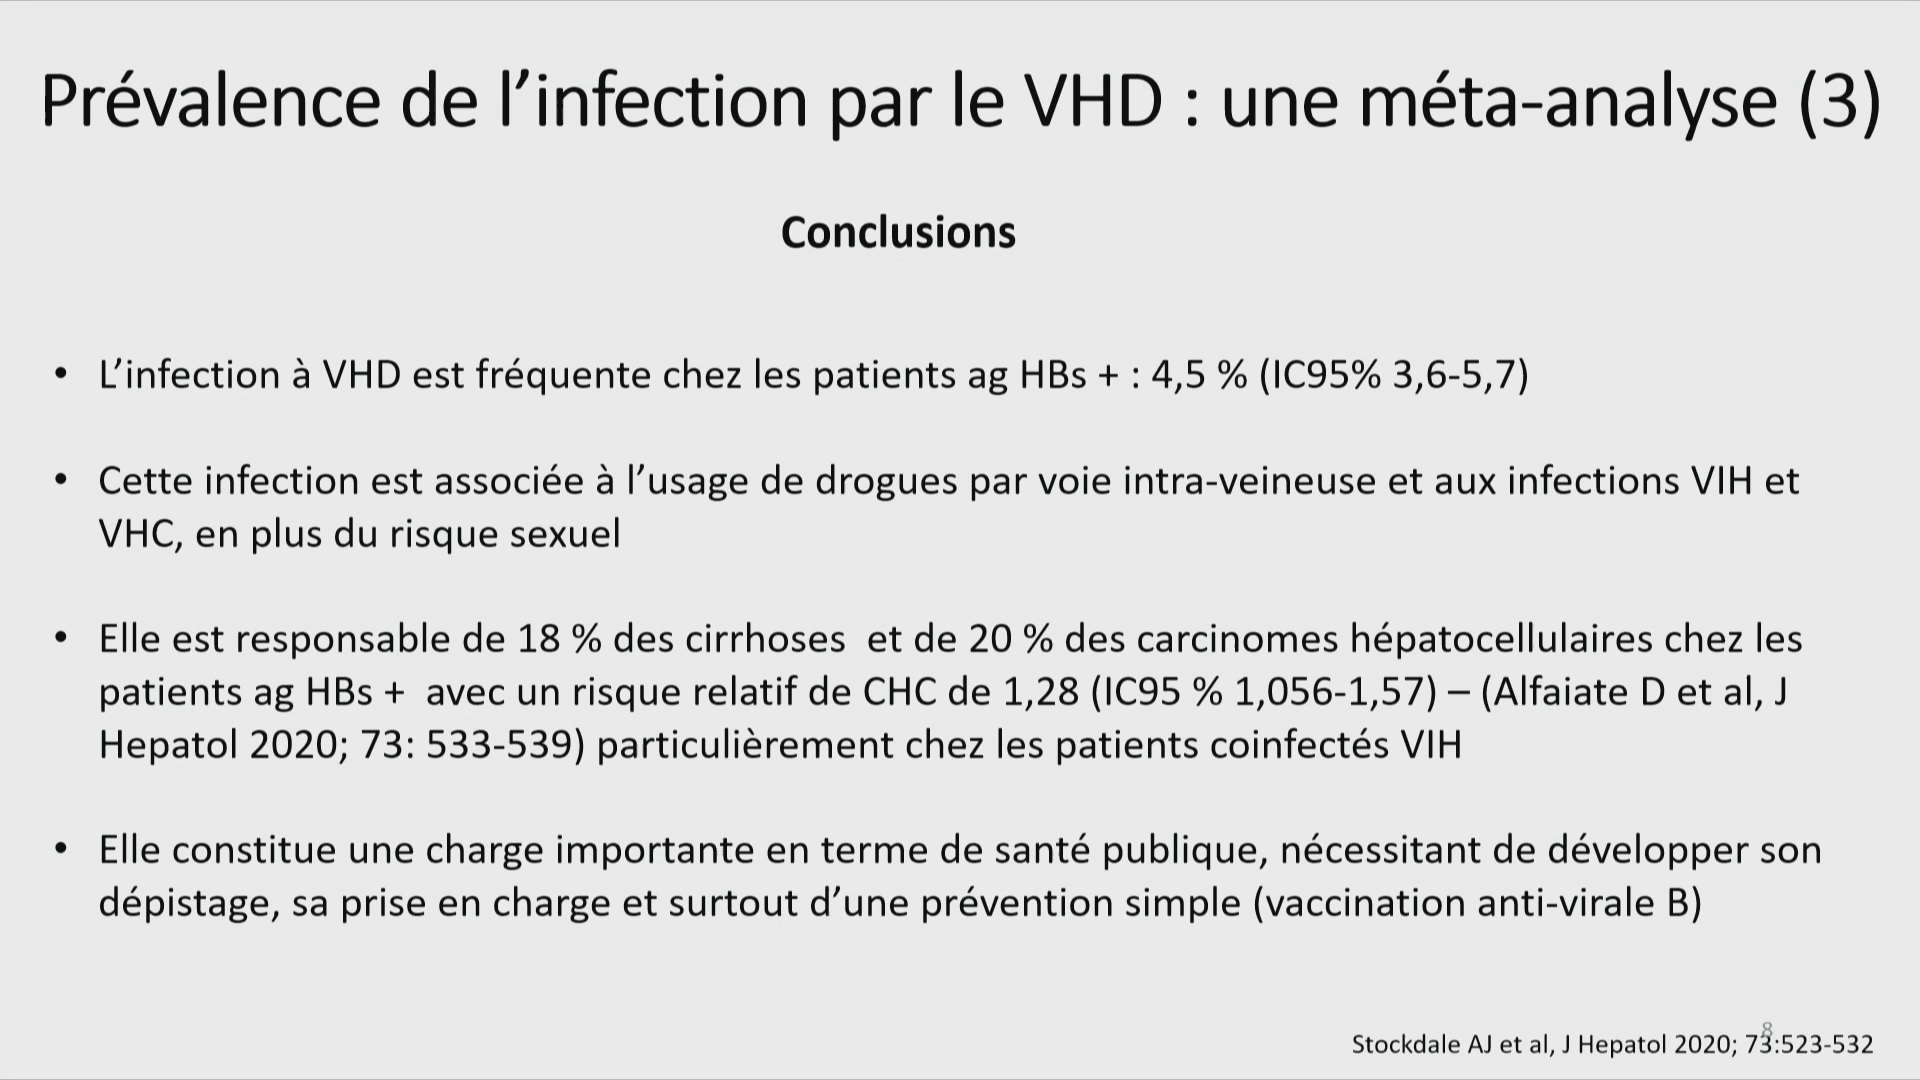 Prévalence de l’infection par le VHD : une méta-analyse (3)
Conclusions
• L’infection à VHD est fréquente chez les patients ag HBs + : 4,5 % (IC95% 3,6-5,7)
• Cette infection est associée à l’usage de drogues par voie intra-veineuse et aux infections VIH et
VHC, en plus du risque sexuel
• Elle est responsable de 18 % des cirrhoses et de 20 % des carcinomes hépatocellulaires chez les
patients ag HBs + avec un risque relatif de CHC de 1,28 (IC95 % 1,056-1,57) – (Alfaiate D et al, J
Hepatol 2020; 73: 533-539) particulièrement chez les patients coinfectés VIH
• Elle constitue une charge importante en terme de santé publique, nécessitant de développer son
dépistage, sa prise en charge et surtout d’une prévention simple (vaccination anti-virale B)
8
Stockdale AJ et al, J Hepatol 2020; 73:523-532